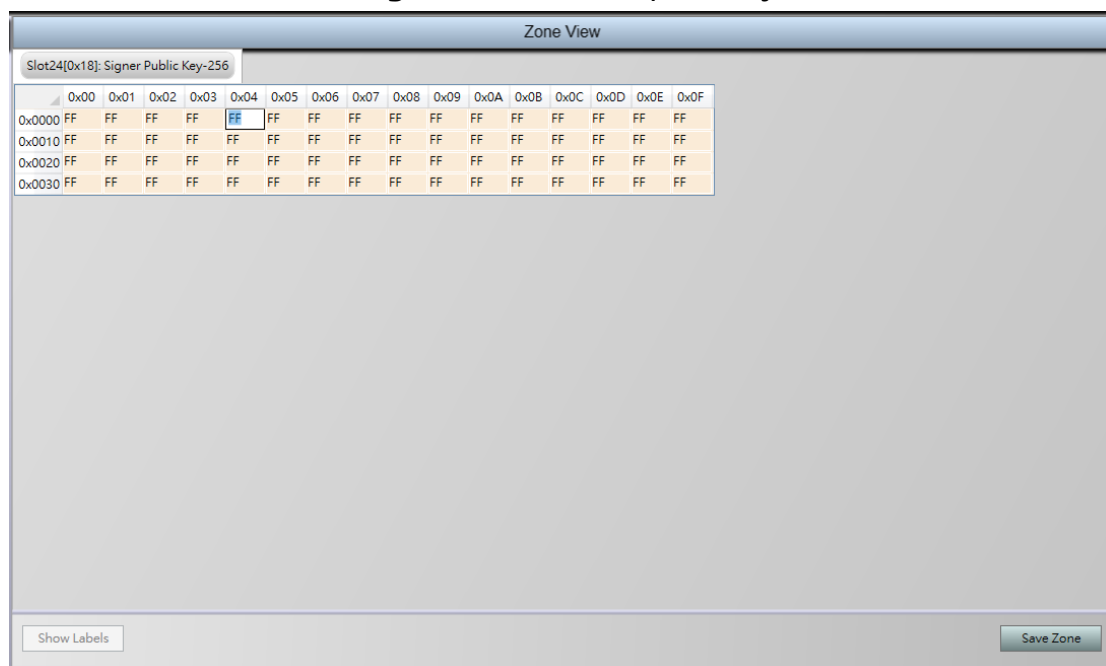 Zone View
Slot24[0x18]: Signer Public Key-256
0x00 0x01 0x02 0x03 0x04 0x05 0x06 0x07 0x08 0x09 0x0A 0x0B 0x0C 0x0D 0x0E 0x0F
0x0000 FF FF FF FF FF FF FF FF FF FF FF FF FF FF FF FF
0x0010 FF FF FF FF FF FF FF FF FF FF FF FF FF FF FF FF
0x0020 FF FF FF FF FF FF FF FF FF FF FF FF FF FF FF FF
0x0030 FF FF FF FF FF FF FF FF FF FF FF FF FF FF FF FF
Show Labels
Save Zone